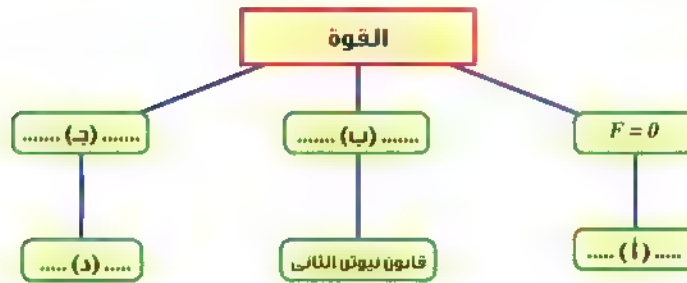 القوة
F = 0
....... (ب) .......
....... (جـ) .......
..... (أ) .....
قانون نيوتن الثاني
..... (د) .....